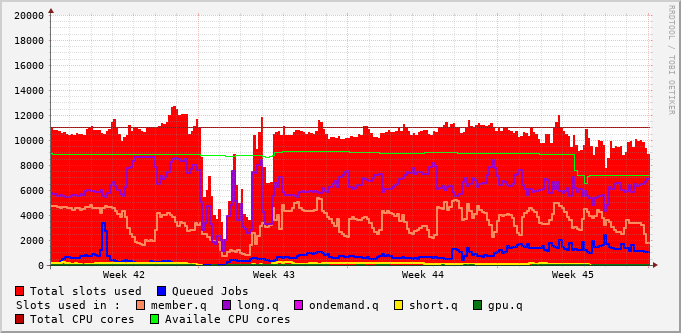 20000
18000
16000
14000
12000
10000
8000
6000
4000
2000
0
Week 42 Week 43 Week 44 Week 45
Total slots used Queued Jobs
Slots used in : member.q long.q ondemand.q short.q gpu.q
Total CPU cores Availale CPU cores
RRDTOOL / TOBI OETIKER